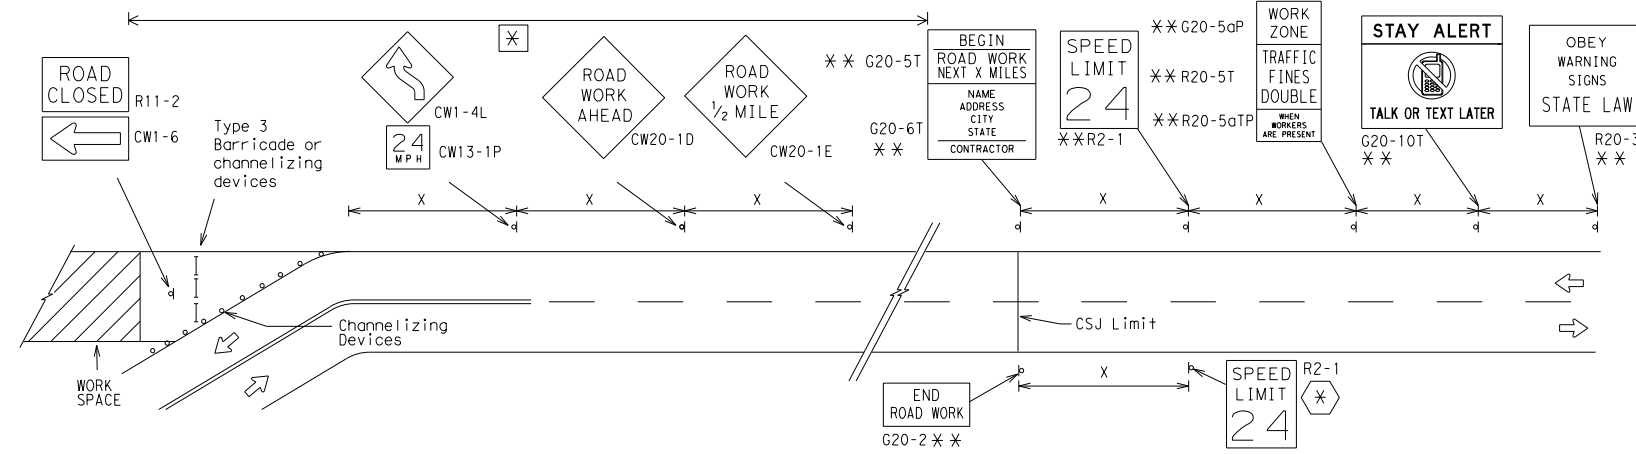 ROAD
CLOSED
R11-2
CW1-6
Type 3
Barricade or
channelizing
devices
CW1-4L
24
MPH
CW13-1P
*
ROAD
WORK
AHEAD
CW20-1D
ROAD
WORK
1/2 MILE
CW20-1E
** G20-5T
BEGIN
ROAD WORK
NEXT X MILES
NAME
ADDRESS
CITY
STATE
CONTRACTOR
G20-6T
**
SPEED
LIMIT
24
**R2-1
**G20-5aP
WORK
ZONE
**R20-5T
TRAFFIC
FINES
DOUBLE
**R20-5aTP
WHEN
WORKERS
ARE PRESENT
STAY ALERT
TALK OR TEXT LATER
G20-10T
**
OBEY
WARNING
SIGNS
STATE LAW
R20-3
**
X
X
X
X
X
X
X
Channelizing
Devices
CSJ Limit
WORK
SPACE
END
ROAD WORK
G20-2 **
X
SPEED
LIMIT
24
R2-1
*